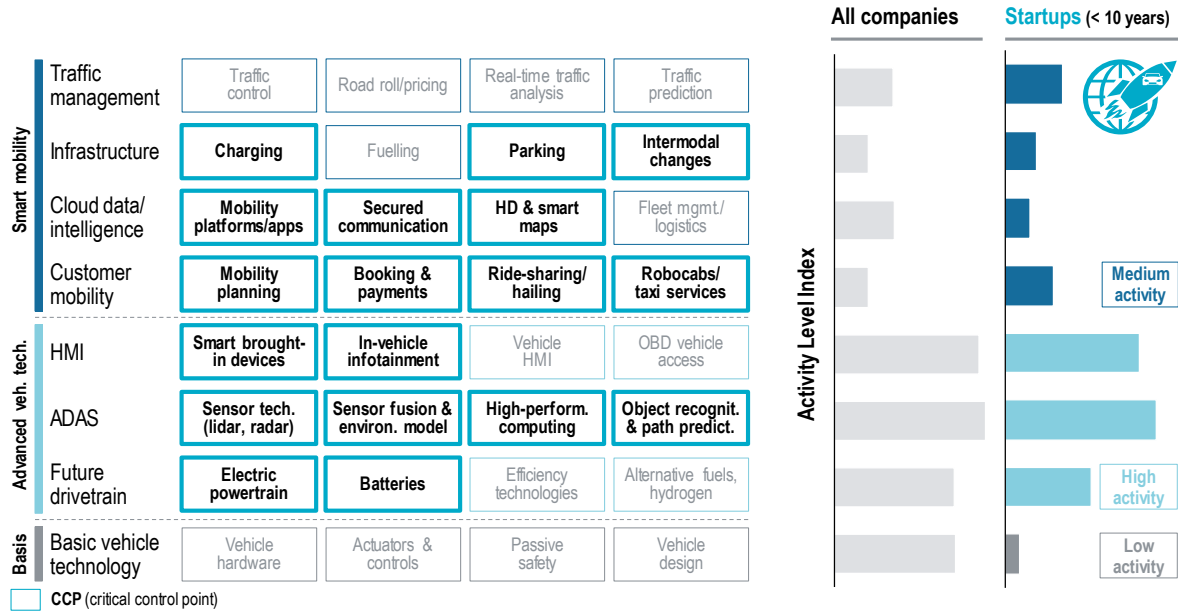 All companies
Startups (< 10 years)
Smart mobility
Traffic
management
Traffic
control
Road roll/pricing
Real-time traffic
analysis
Traffic
prediction
Infrastructure
Charging
Fuelling
Parking
Intermodal
changes
Cloud data/
intelligence
Mobility
platforms/apps
Secured
communication
HD & smart
maps
Fleet mgmt./
logistics
Customer
mobility
Mobility
planning
Booking &
payments
Ride-sharing/
hailing
Robocabs/
taxi services
Advanced veh. tech.
HMI
Smart brought-
in devices
In-vehicle
infotainment
Vehicle
HMI
OBD vehicle
access
ADAS
Sensor tech.
(lidar, radar)
Sensor fusion &
environ. model
High-perform.
computing
Object recognit.
& path predict.
Future
drivetrain
Electric
powertrain
Batteries
Efficiency
technologies
Alternative fuels,
hydrogen
Basis
Basic vehicle
technology
Vehicle
hardware
Actuators &
controls
Passive
safety
Vehicle
design
CCP (critical control point)
Activity Level Index
Medium
activity
High
activity
Low
activity